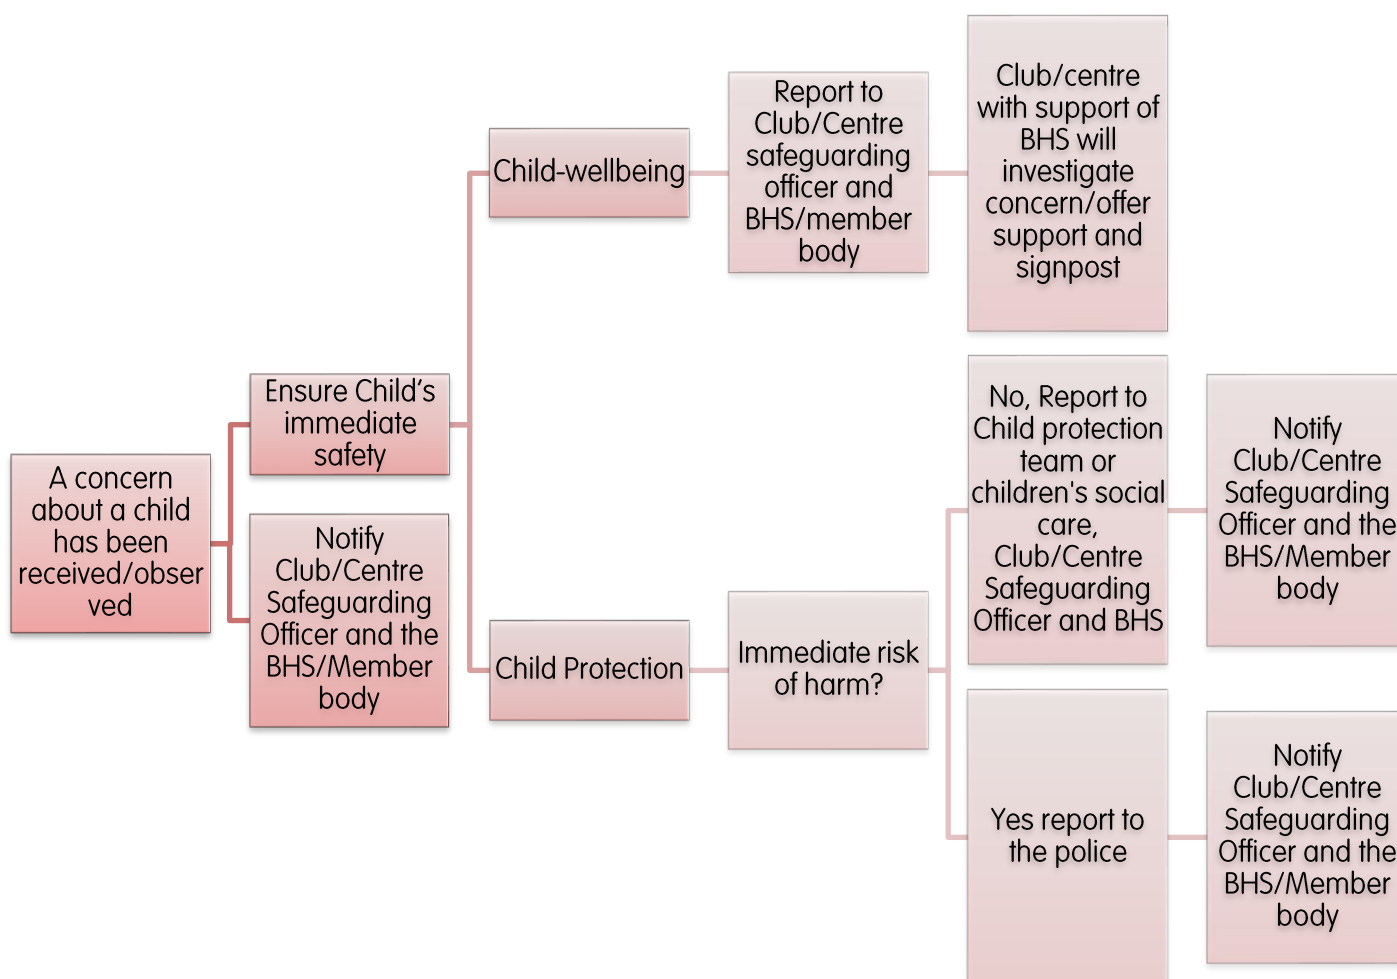 A concern
about a child
has been
received/obser
ved
Ensure Child's
immediate
safety
Notify
Club/Centre
Safeguarding
Officer and the
BHS/Member
body
Child-wellbeing
Report to
Club/Centre
safeguarding
officer and
BHS/member
body
Club/centre
with support of
BHS will
investigate
concern/offer
support and
signpost
Child Protection
Immediate risk
of harm?
No, Report to
Child protection
team or
children's social
care,
Club/Centre
Safeguarding
Officer and BHS
Notify
Club/Centre
Safeguarding
Officer and the
BHS/Member
body
Yes report to
the police
Notify
Club/Centre
Safeguarding
Officer and the
BHS/Member
body